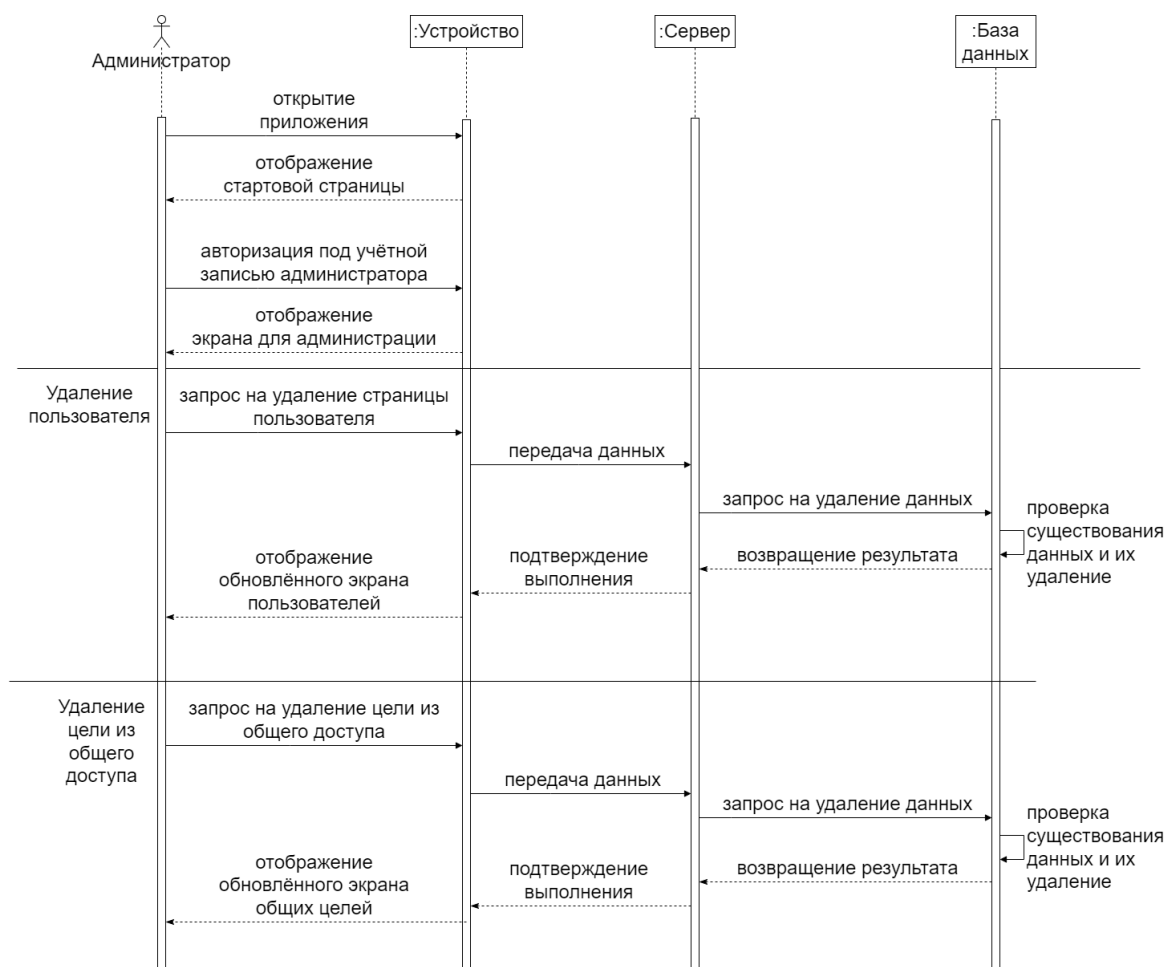 Администратор
:Устройство
:Сервер
:База
данных
открытие
приложения
отображение
стартовой страницы
авторизация под учётной
записью администратора
отображение
экрана для администрации
Удаление
пользователя
запрос на удаление страницы
пользователя
передача данных
запрос на удаление данных
проверка
существования
данных и их
удаление
возвращение результата
подтверждение
выполнения
отображение
обновлённого экрана
пользователей
Удаление
цели из
общего
доступа
запрос на удаление цели из
общего доступа
передача данных
запрос на удаление данных
проверка
существования
данных и их
удаление
возвращение результата
подтверждение
выполнения
отображение
обновлённого экрана
общих целей